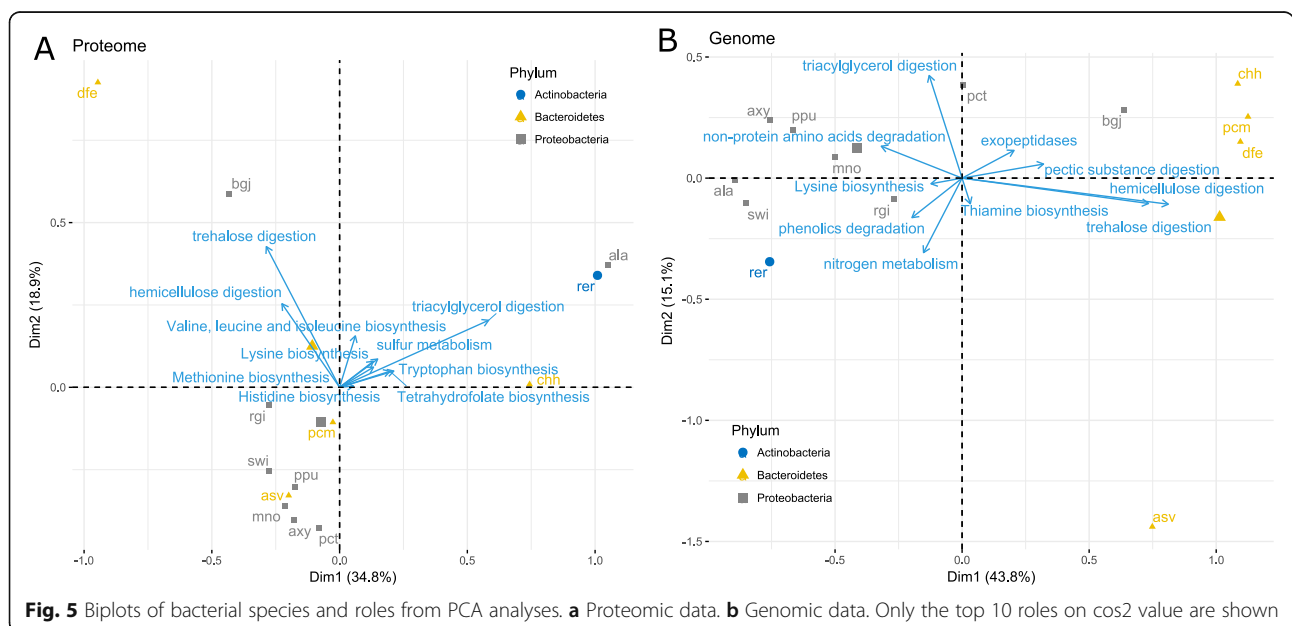 A
Proteome
dfe
Phylum
Actinobacteria
Bacteroidetes
Proteobacteria
bgj
0.5
trehalose digestion
ala
rer
hemicellulose digestion
triacylglycerol digestion
Valine, leucine and isoleucine biosynthesis
sulfur metabolism
Lysine biosynthesis
Methionine biosynthesis
Tryptophan biosynthesis
chh
0.0
Histidine biosynthesis
Tetrahydrofolate biosynthesis
rgi
pcm
swi
ppu
asv
mno
axy
pct
Dim2 (18.9%)
-1.0
-0.5
0.0
0.5
1.0
Dim1 (34.8%)
B
Genome
0.5
triacylglycerol digestion
chh
pct
axy
ppu
bgj
pcm
non-protein amino acids degradation
exopeptidases
dfe
mno
pectic substance digestion
0.0
ala
Lysine biosynthesis
hemicellulose digestion
swi
rgi
Thiamine biosynthesis
phenolics degradation
trehalose digestion
nitrogen metabolism
rer
-0.5
Dim2 (15.1%)
-1.0
Phylum
Actinobacteria
Bacteroidetes
Proteobacteria
asv
-1.5
-1.0
-0.5
0.0
0.5
1.0
Dim1 (43.8%)
Fig. 5 Biplots of bacterial species and roles from PCA analyses. a Proteomic data. b Genomic data. Only the top 10 roles on cos2 value are shown